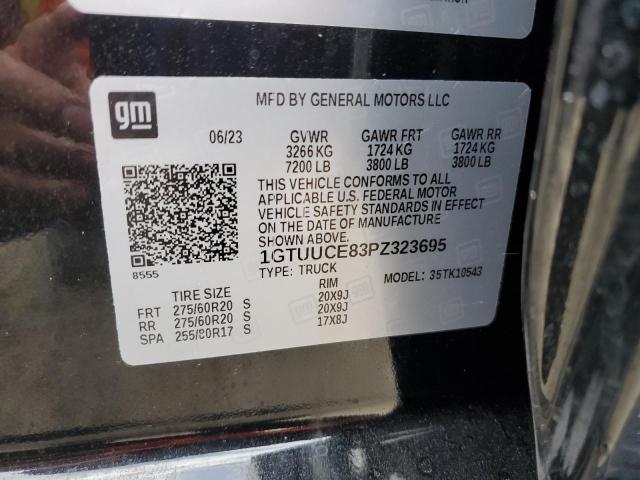 gm
MFD BY GENERAL MOTORS LLC
06/23 GVWR GAWR FRT GAWR RR
3266 KG 1724 KG 1724 KG
7200 LB 3800 LB 3800 LB
THIS VEHICLE CONFORMS TO ALL
APPLICABLE U.S. FEDERAL MOTOR
VEHICLE SAFETY STANDARDS IN EFFECT
ON THE DATE OF MANUFACTURE
SHOWN ABOVE.
8555
1GTUUCE83PZ323695
TYPE: TRUCK MODEL: 35TK10543
TIRE SIZE RIM
FRT 275/60R20 S 20X9J
RR 275/60R20 S 20X9J
SPA 255/80R17 S 17X8J